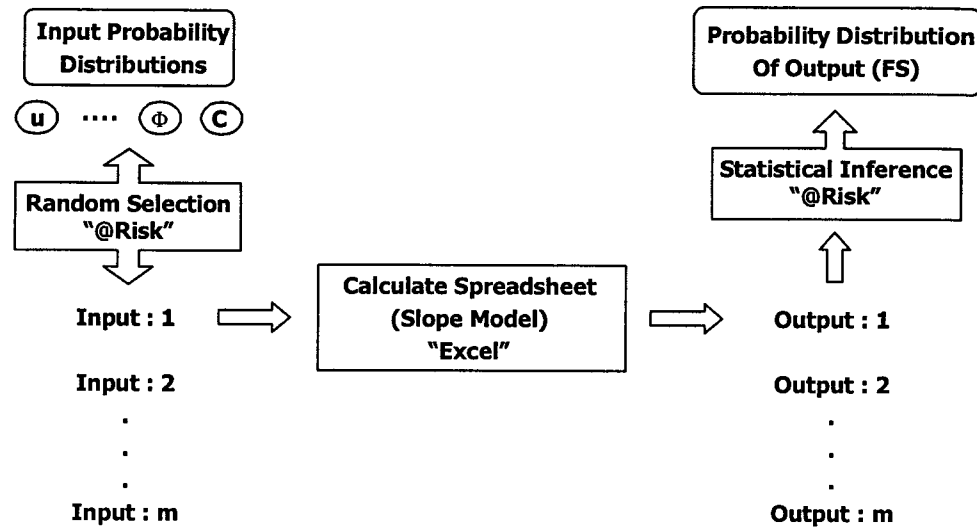 Input Probability
Distributions
u .... Φ C
Random Selection
"@Risk"
Input : 1
Input : 2
.
.
.
Input : m
Calculate Spreadsheet
(Slope Model)
"Excel"
Probability Distribution
Of Output (FS)
Statistical Inference
"@Risk"
Output : 1
Output : 2
.
.
.
Output : m